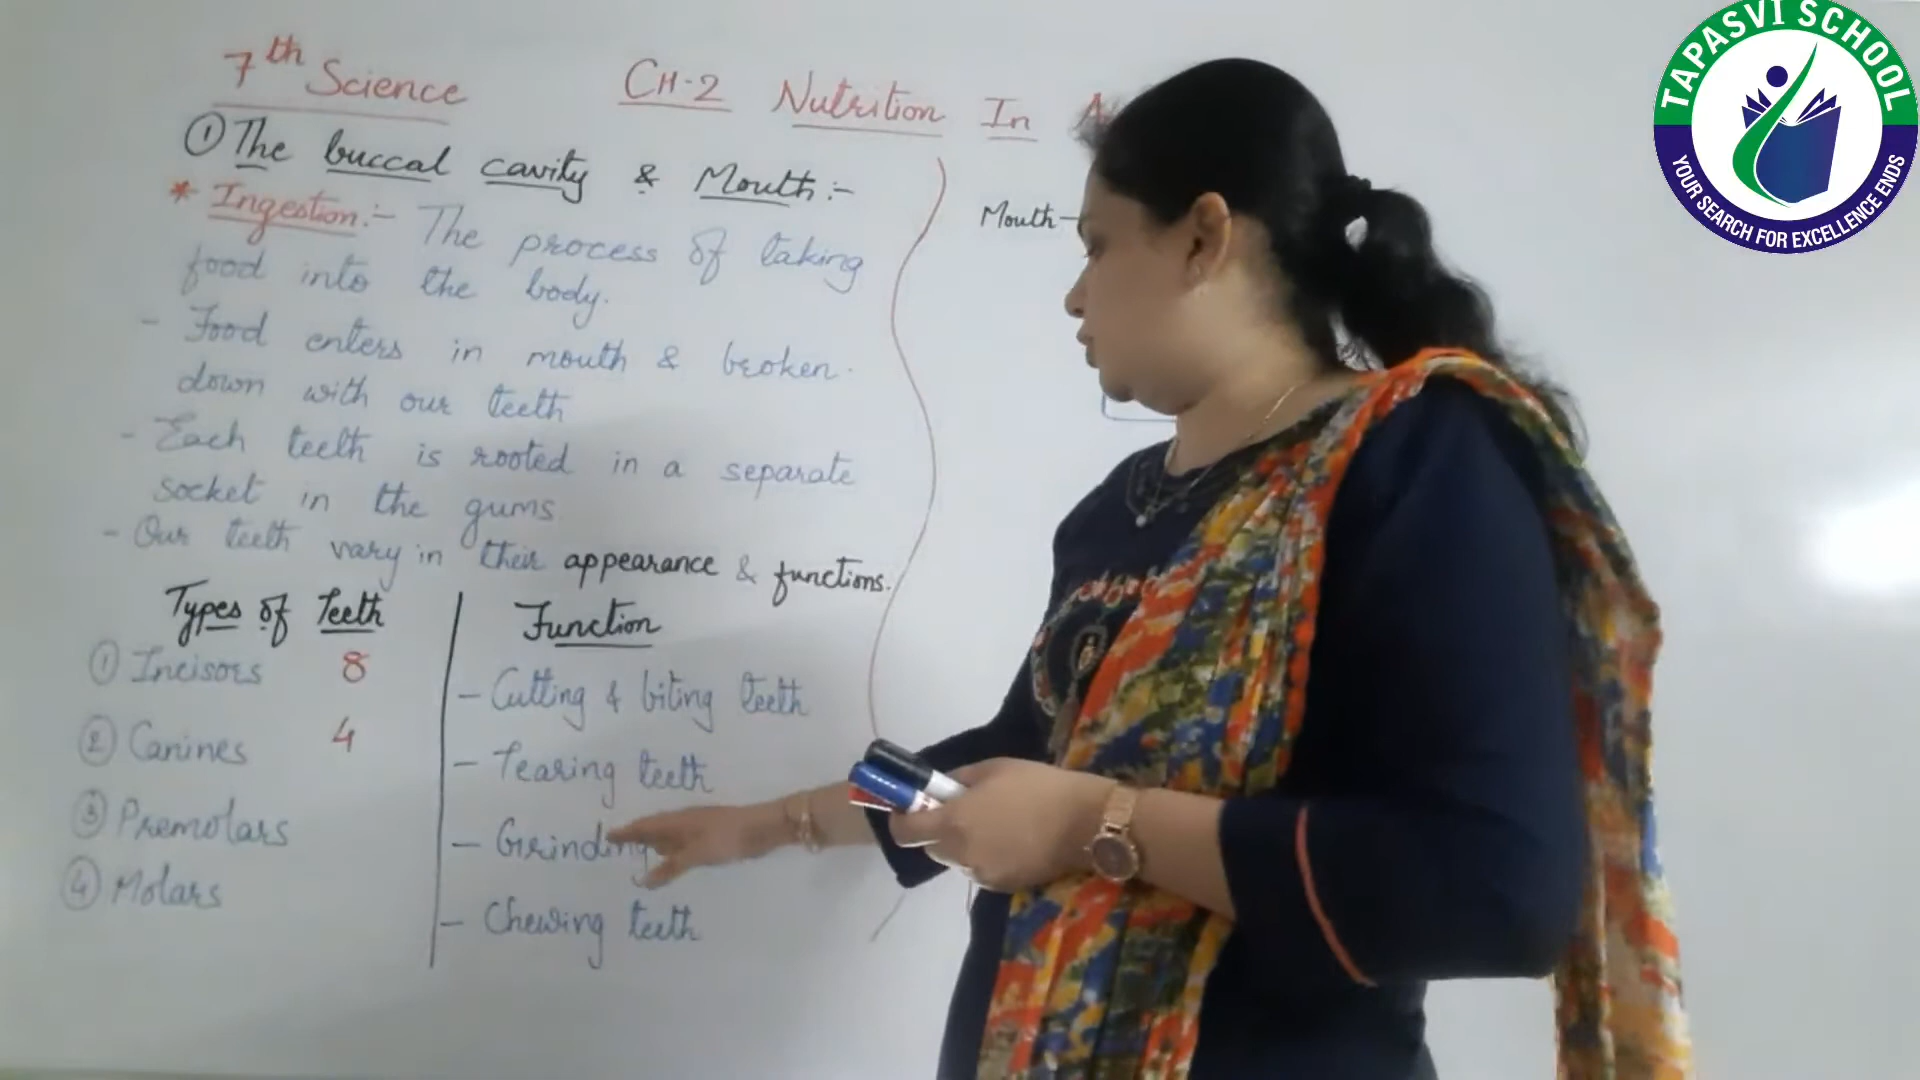 7th Science CH-2 Nutrition In
① The buccal cavity & Mouth :-
* Ingestion :- The process of taking
food into the body.
- Food enters in mouth & broken
down with our teeth
- Each teeth is rooted in a separate
socket in the gums
- Our teeth vary in their appearance & functions.
Types of Teeth Function
① Incisors 8 - Cutting & biting teeth
② Canines 4 - Tearing teeth
③ Premolars - Grinding
④ Molars - Chewing teeth
Mouth
TAPASVI SCHOOL
YOUR SEARCH FOR EXCELLENCE ENDS